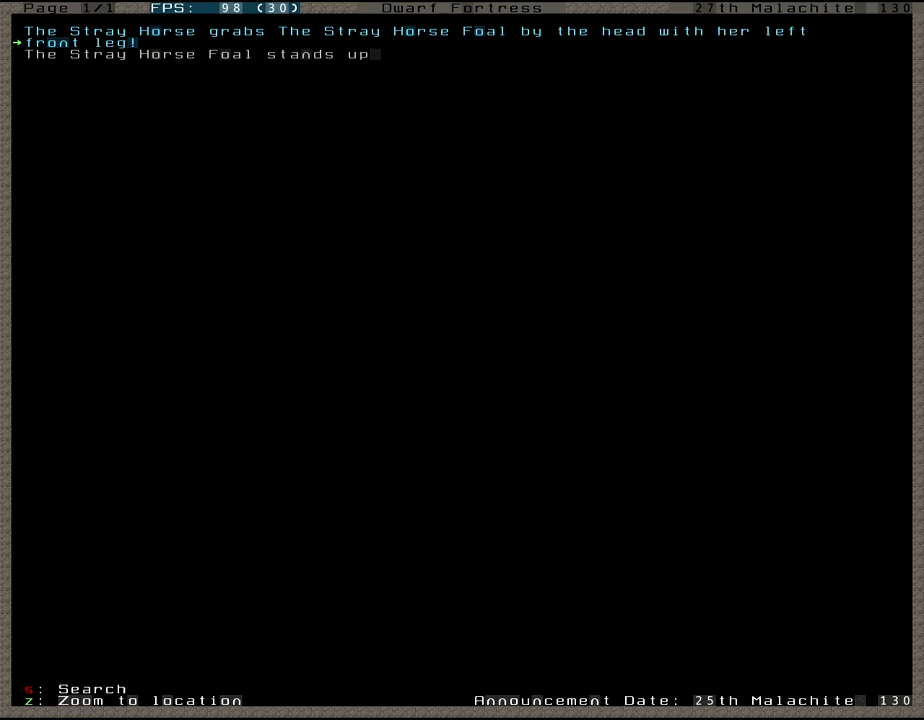 Page 1/1 FPS: 98 (30) Dwarf Fortress 27th Malachite 130
The Stray Horse grabs The Stray Horse Foal by the head with her left
front leg!
The Stray Horse Foal stands up
s: Search
z: Zoom to location Announcement Date: 25th Malachite 130